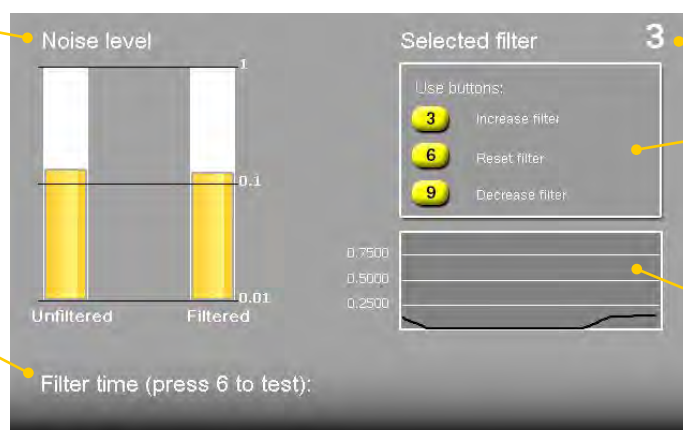 Noise level
1
0.1
0.01
Unfiltered
Filtered
Selected filter 3
Use buttons:
3 Increase filter
6 Reset filter
9 Decrease filter
0.7500
0.5000
0.2500
Filter time (press 6 to test):